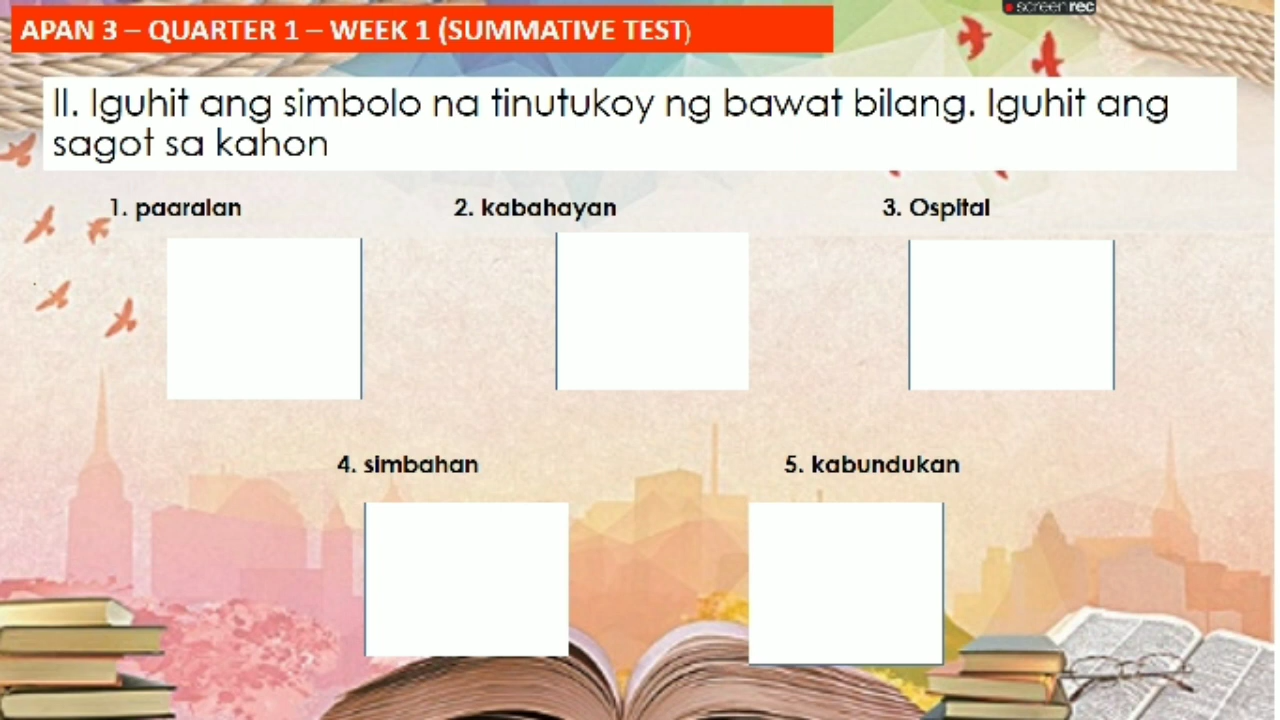 screenrec
APAN 3 – QUARTER 1 – WEEK 1 (SUMMATIVE TEST)
II. Iguhit ang simbolo na tinutukoy ng bawat bilang. Iguhit ang
sagot sa kahon
1. paaralan
2. kabahayan
3. Ospital
4. simbahan
5. kabundukan